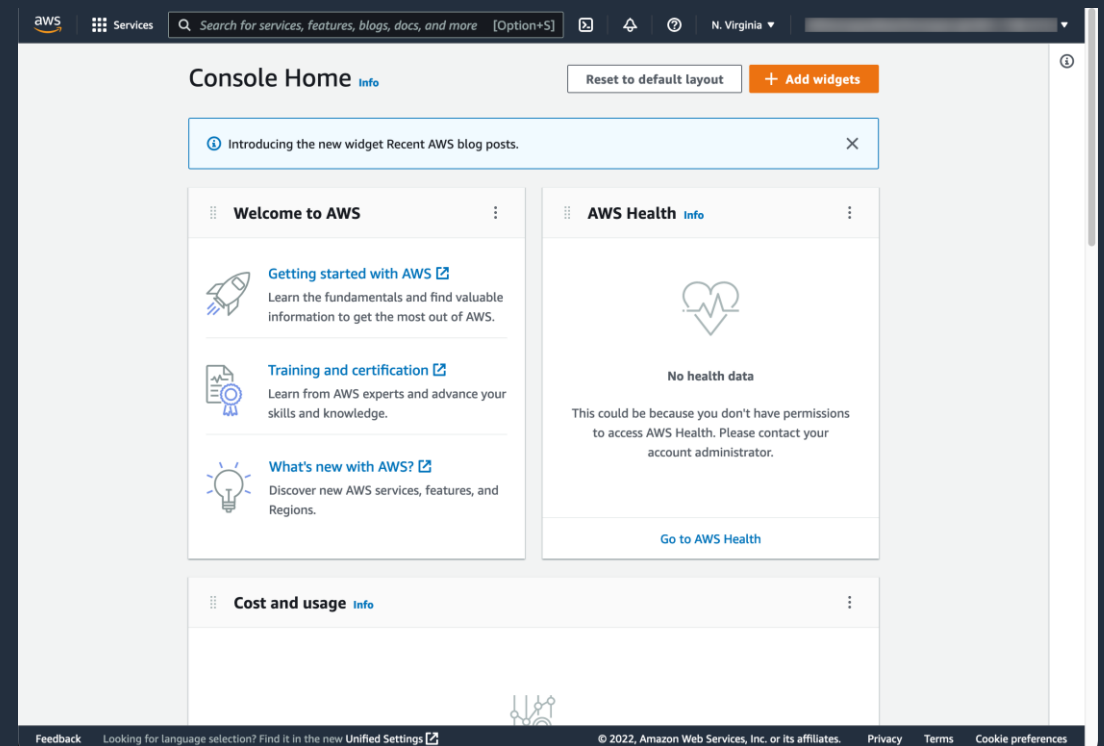 aws
Services
Search for services, features, blogs, docs, and more [Option+S]
N. Virginia
Console Home Info
Reset to default layout
Add widgets
Introducing the new widget Recent AWS blog posts.
Welcome to AWS
Getting started with AWS
Learn the fundamentals and find valuable
information to get the most out of AWS.
Training and certification
Learn from AWS experts and advance your
skills and knowledge.
What's new with AWS?
Discover new AWS services, features, and
Regions.
AWS Health Info
No health data
This could be because you don't have permissions
to access AWS Health. Please contact your
account administrator.
Go to AWS Health
Cost and usage Info
Feedback
Looking for language selection? Find it in the new Unified Settings
© 2022, Amazon Web Services, Inc. or its affiliates.
Privacy
Terms
Cookie preferences